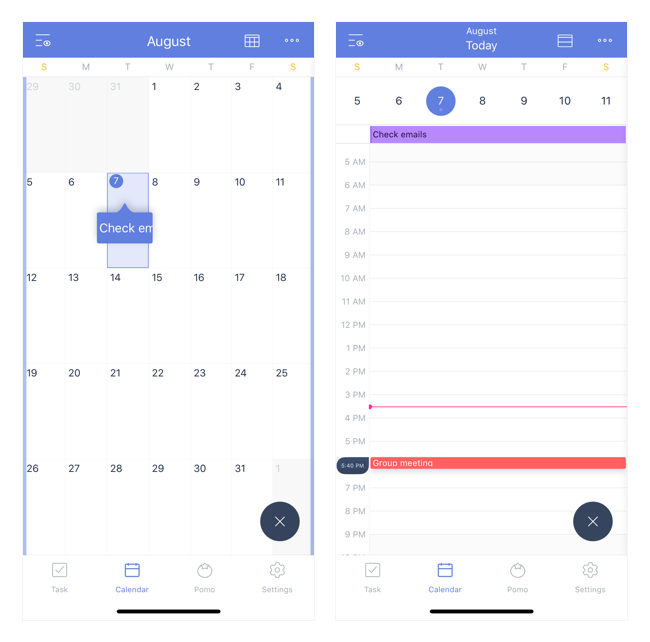 August
S M T W T F S
29 30 31 1 2 3 4
5 6 7 8 9 10 11
Check em
12 13 14 15 16 17 18
19 20 21 22 23 24 25
26 27 28 29 30 31 1
Task Calendar Pomo Settings
August
Today
S M T W T F S
5 6 7 8 9 10 11
Check emails
5 AM
6 AM
7 AM
8 AM
9 AM
10 AM
11 AM
12 PM
1 PM
2 PM
3 PM
4 PM
5 PM
5:40 PM Group meeting
7 PM
8 PM
9 PM
Task Calendar Pomo Settings